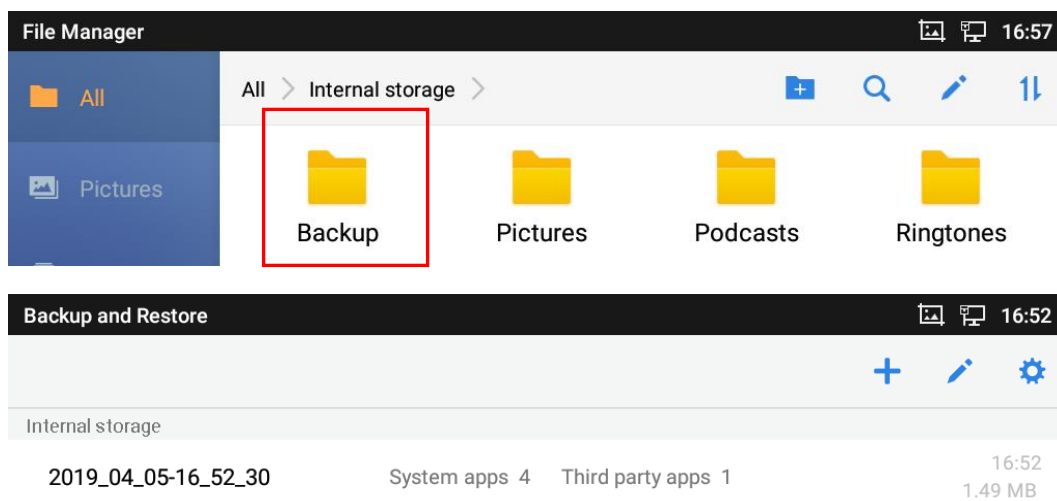 File Manager 16:57
All All Internal storage
Pictures
Backup Pictures Podcasts Ringtones
Backup and Restore 16:52
Internal storage
2019_04_05-16_52_30 System apps 4 Third party apps 1 16:52
1.49 MB